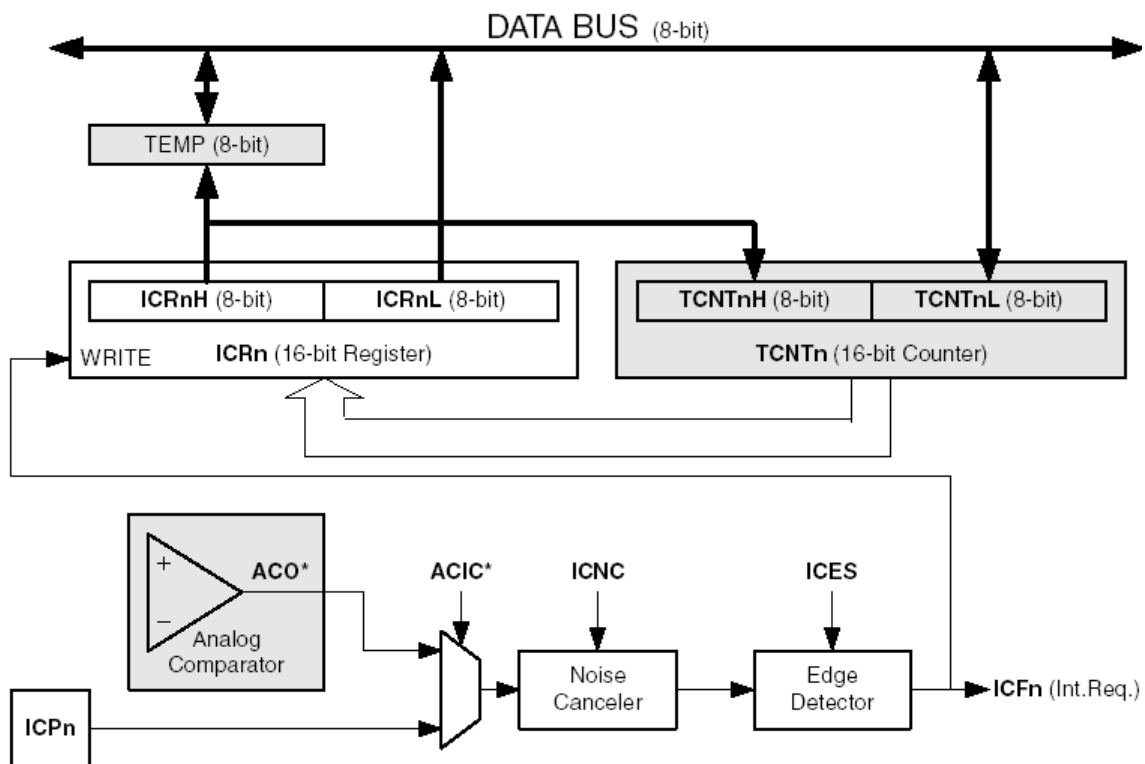 DATA BUS (8-bit)
TEMP (8-bit)
ICRnH (8-bit) ICRnL (8-bit) TCNTnH (8-bit) TCNTnL (8-bit)
WRITE ICRn (16-bit Register) TCNTn (16-bit Counter)
+ ACO* ACIC* ICNC ICES
−
Analog
Comparator
Noise
Canceler
Edge
Detector
ICFn (Int.Req.)
ICPn